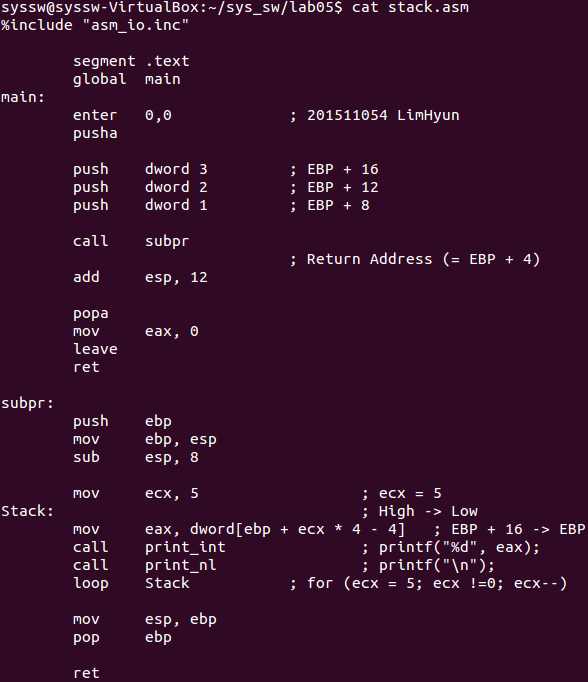 syssw@syssw-VirtualBox:~/sys_sw/lab05$ cat stack.asm
%include "asm_io.inc"
segment .text
global main
main:
enter 0,0 ; 201511054 LimHyun
pusha
push dword 3 ; EBP + 16
push dword 2 ; EBP + 12
push dword 1 ; EBP + 8
call subpr
; Return Address (= EBP + 4)
add esp, 12
popa
mov eax, 0
leave
ret
subpr:
push ebp
mov ebp, esp
sub esp, 8
mov ecx, 5 ; ecx = 5
Stack: ; High -> Low
mov eax, dword[ebp + ecx * 4 - 4] ; EBP + 16 -> EBP
call print_int ; printf("%d", eax);
call print_nl ; printf("\n");
loop Stack ; for (ecx = 5; ecx !=0; ecx--)
mov esp, ebp
pop ebp
ret